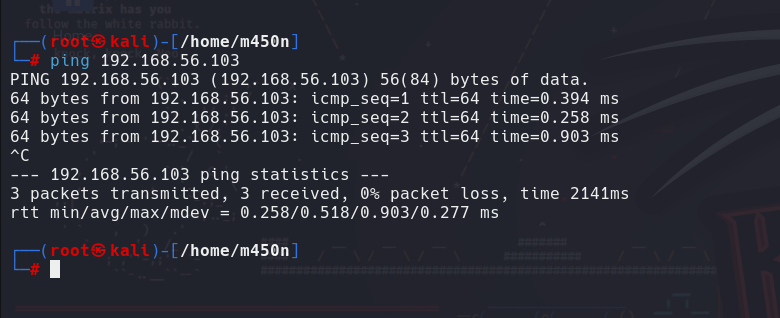 the matrix has you
follow the white rabbit.
┌──(root㉿kali)-[/home/m450n]
└─# ping 192.168.56.103
PING 192.168.56.103 (192.168.56.103) 56(84) bytes of data.
64 bytes from 192.168.56.103: icmp_seq=1 ttl=64 time=0.394 ms
64 bytes from 192.168.56.103: icmp_seq=2 ttl=64 time=0.258 ms
64 bytes from 192.168.56.103: icmp_seq=3 ttl=64 time=0.903 ms
^C
--- 192.168.56.103 ping statistics ---
3 packets transmitted, 3 received, 0% packet loss, time 2141ms
rtt min/avg/max/mdev = 0.258/0.518/0.903/0.277 ms
┌──(root㉿kali)-[/home/m450n]
└─#